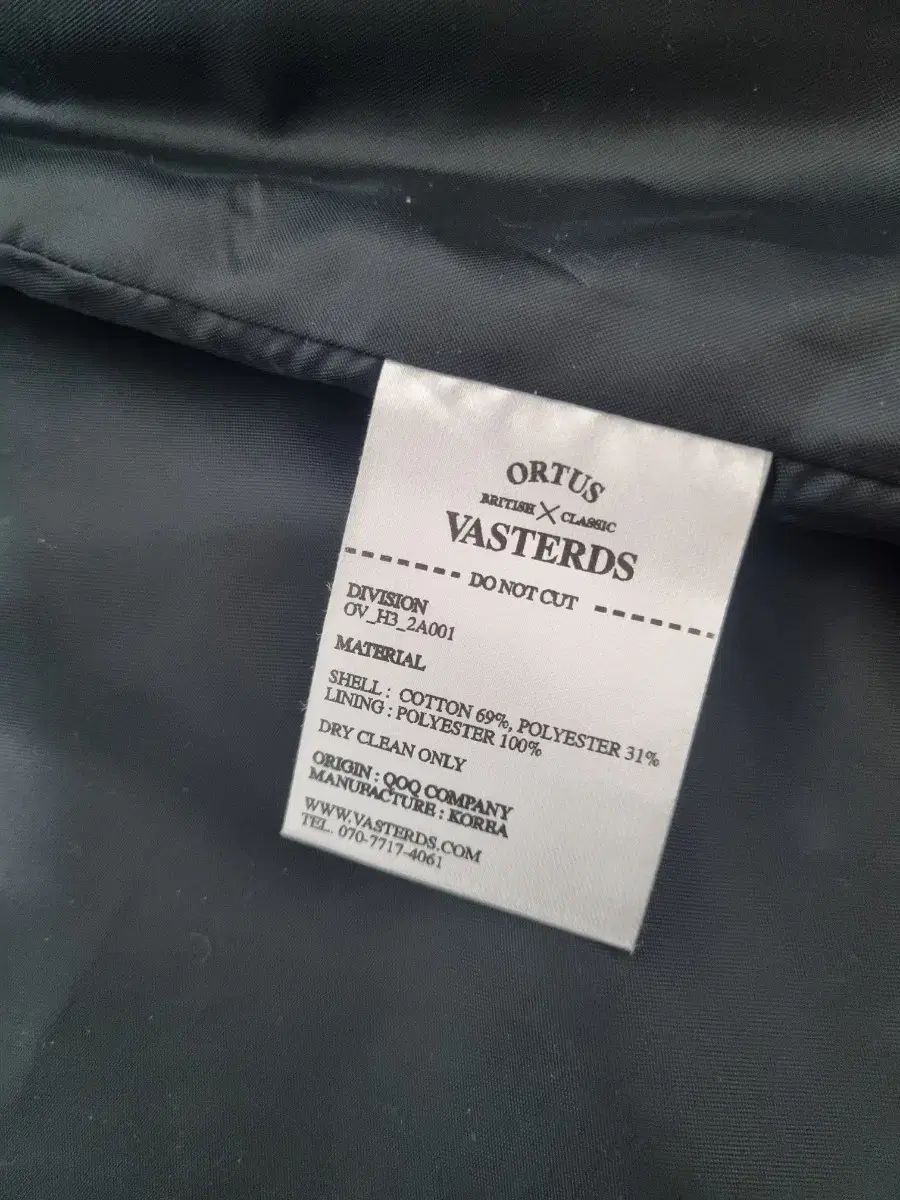 ORTUS
BRITISH X CLASSIC
VASTERDS
DO NOT CUT
DIVISION
OV_H3_2A001
MATERIAL
SHELL : COTTON 69%, POLYESTER 31%
LINING : POLYESTER 100%
DRY CLEAN ONLY
ORIGIN : QOQ COMPANY
MANUFACTURE : KOREA
WWW.VASTERDS.COM
TEL. 070-7717-4061